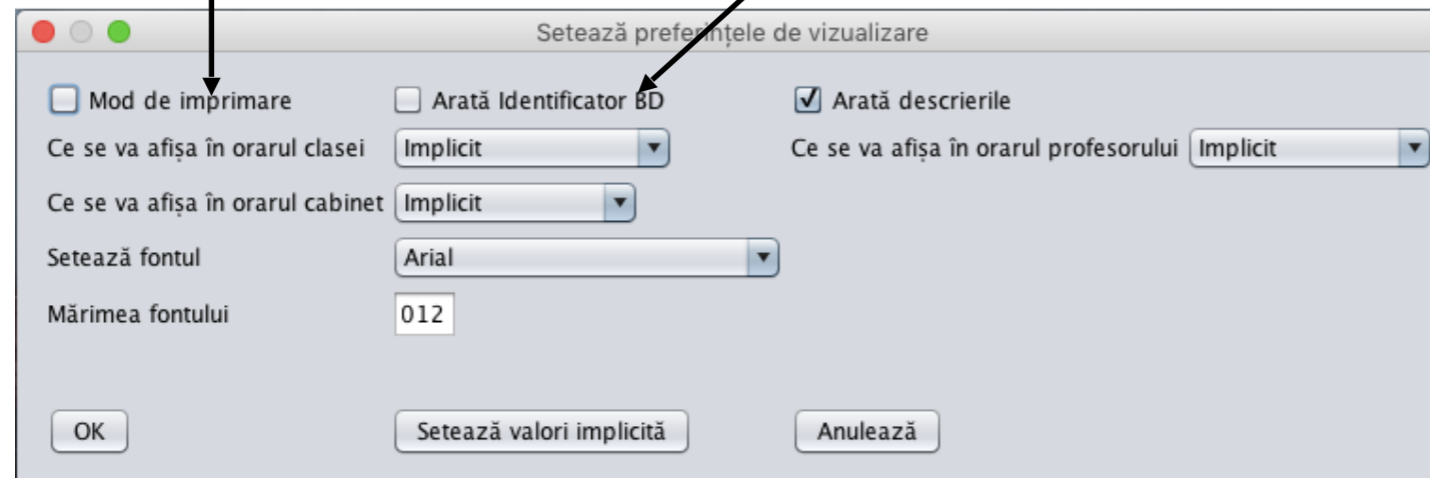 Setează preferințele de vizualizare
Mod de imprimare Arată Identificator BD Arată descrierile
Ce se va afișa în orarul clasei Implicit Ce se va afișa în orarul profesorului Implicit
Ce se va afișa în orarul cabinet Implicit
Setează fontul Arial
Mărimea fontului 012
OK Setează valori implicită Anulează